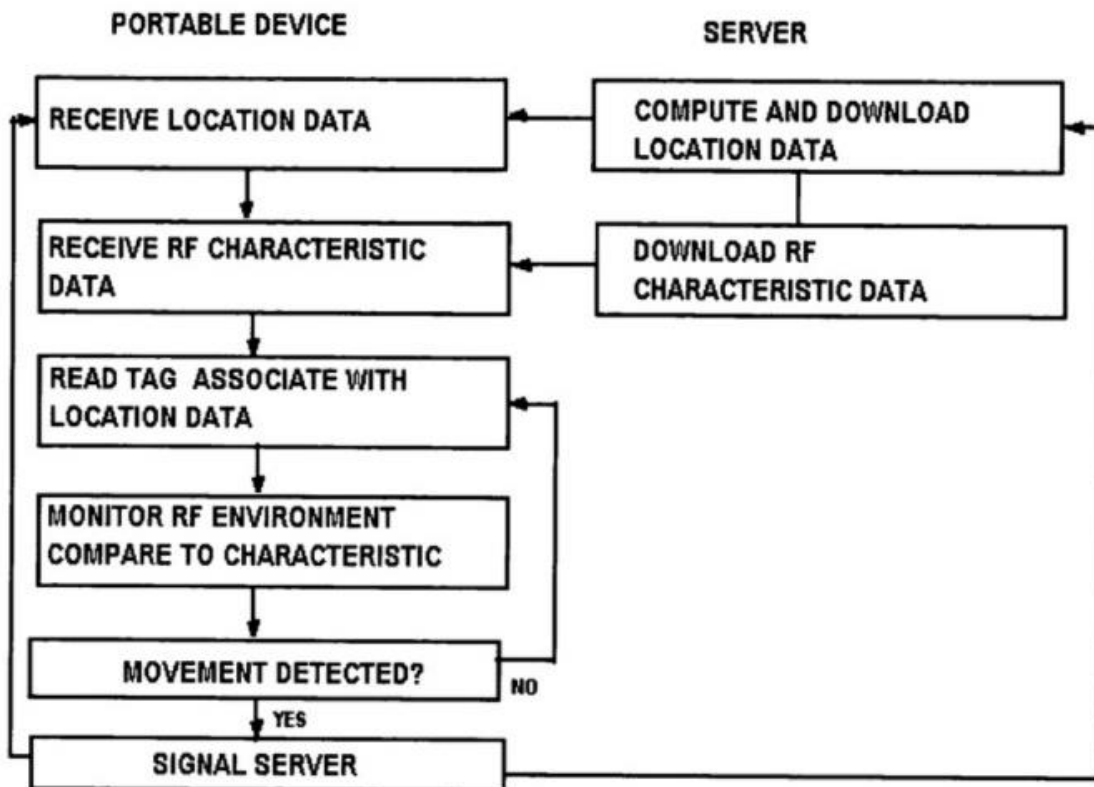 PORTABLE DEVICE
SERVER
RECEIVE LOCATION DATA
COMPUTE AND DOWNLOAD
LOCATION DATA
RECEIVE RF CHARACTERISTIC
DATA
DOWNLOAD RF
CHARACTERISTIC DATA
READ TAG ASSOCIATE WITH
LOCATION DATA
MONITOR RF ENVIRONMENT
COMPARE TO CHARACTERISTIC
MOVEMENT DETECTED?
NO
YES
SIGNAL SERVER